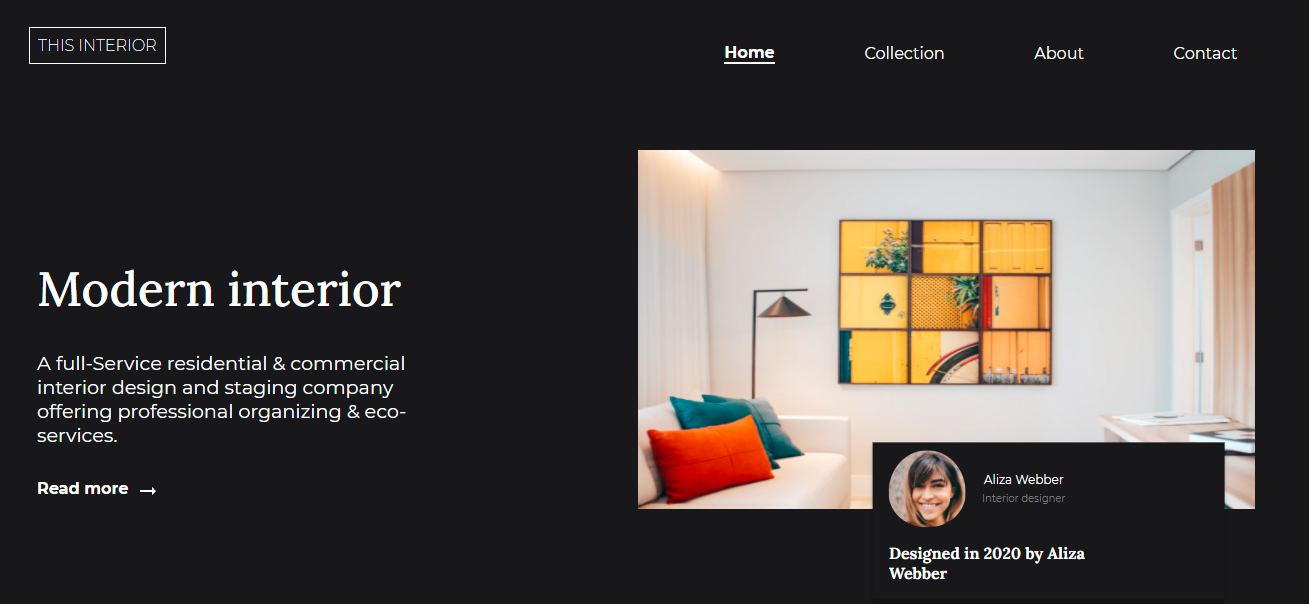 THIS INTERIOR
Home
Collection
About
Contact
Modern interior
A full-Service residential & commercial
interior design and staging company
offering professional organizing & eco-
services.
Read more →
Aliza Webber
Interior designer
Designed in 2020 by Aliza
Webber